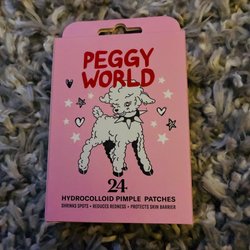 PEGGY
WORLD
24
HYDROCOLLOID PIMPLE PATCHES
SHRINKS SPOTS • REDUCES REDNESS • PROTECTS SKIN BARRIER